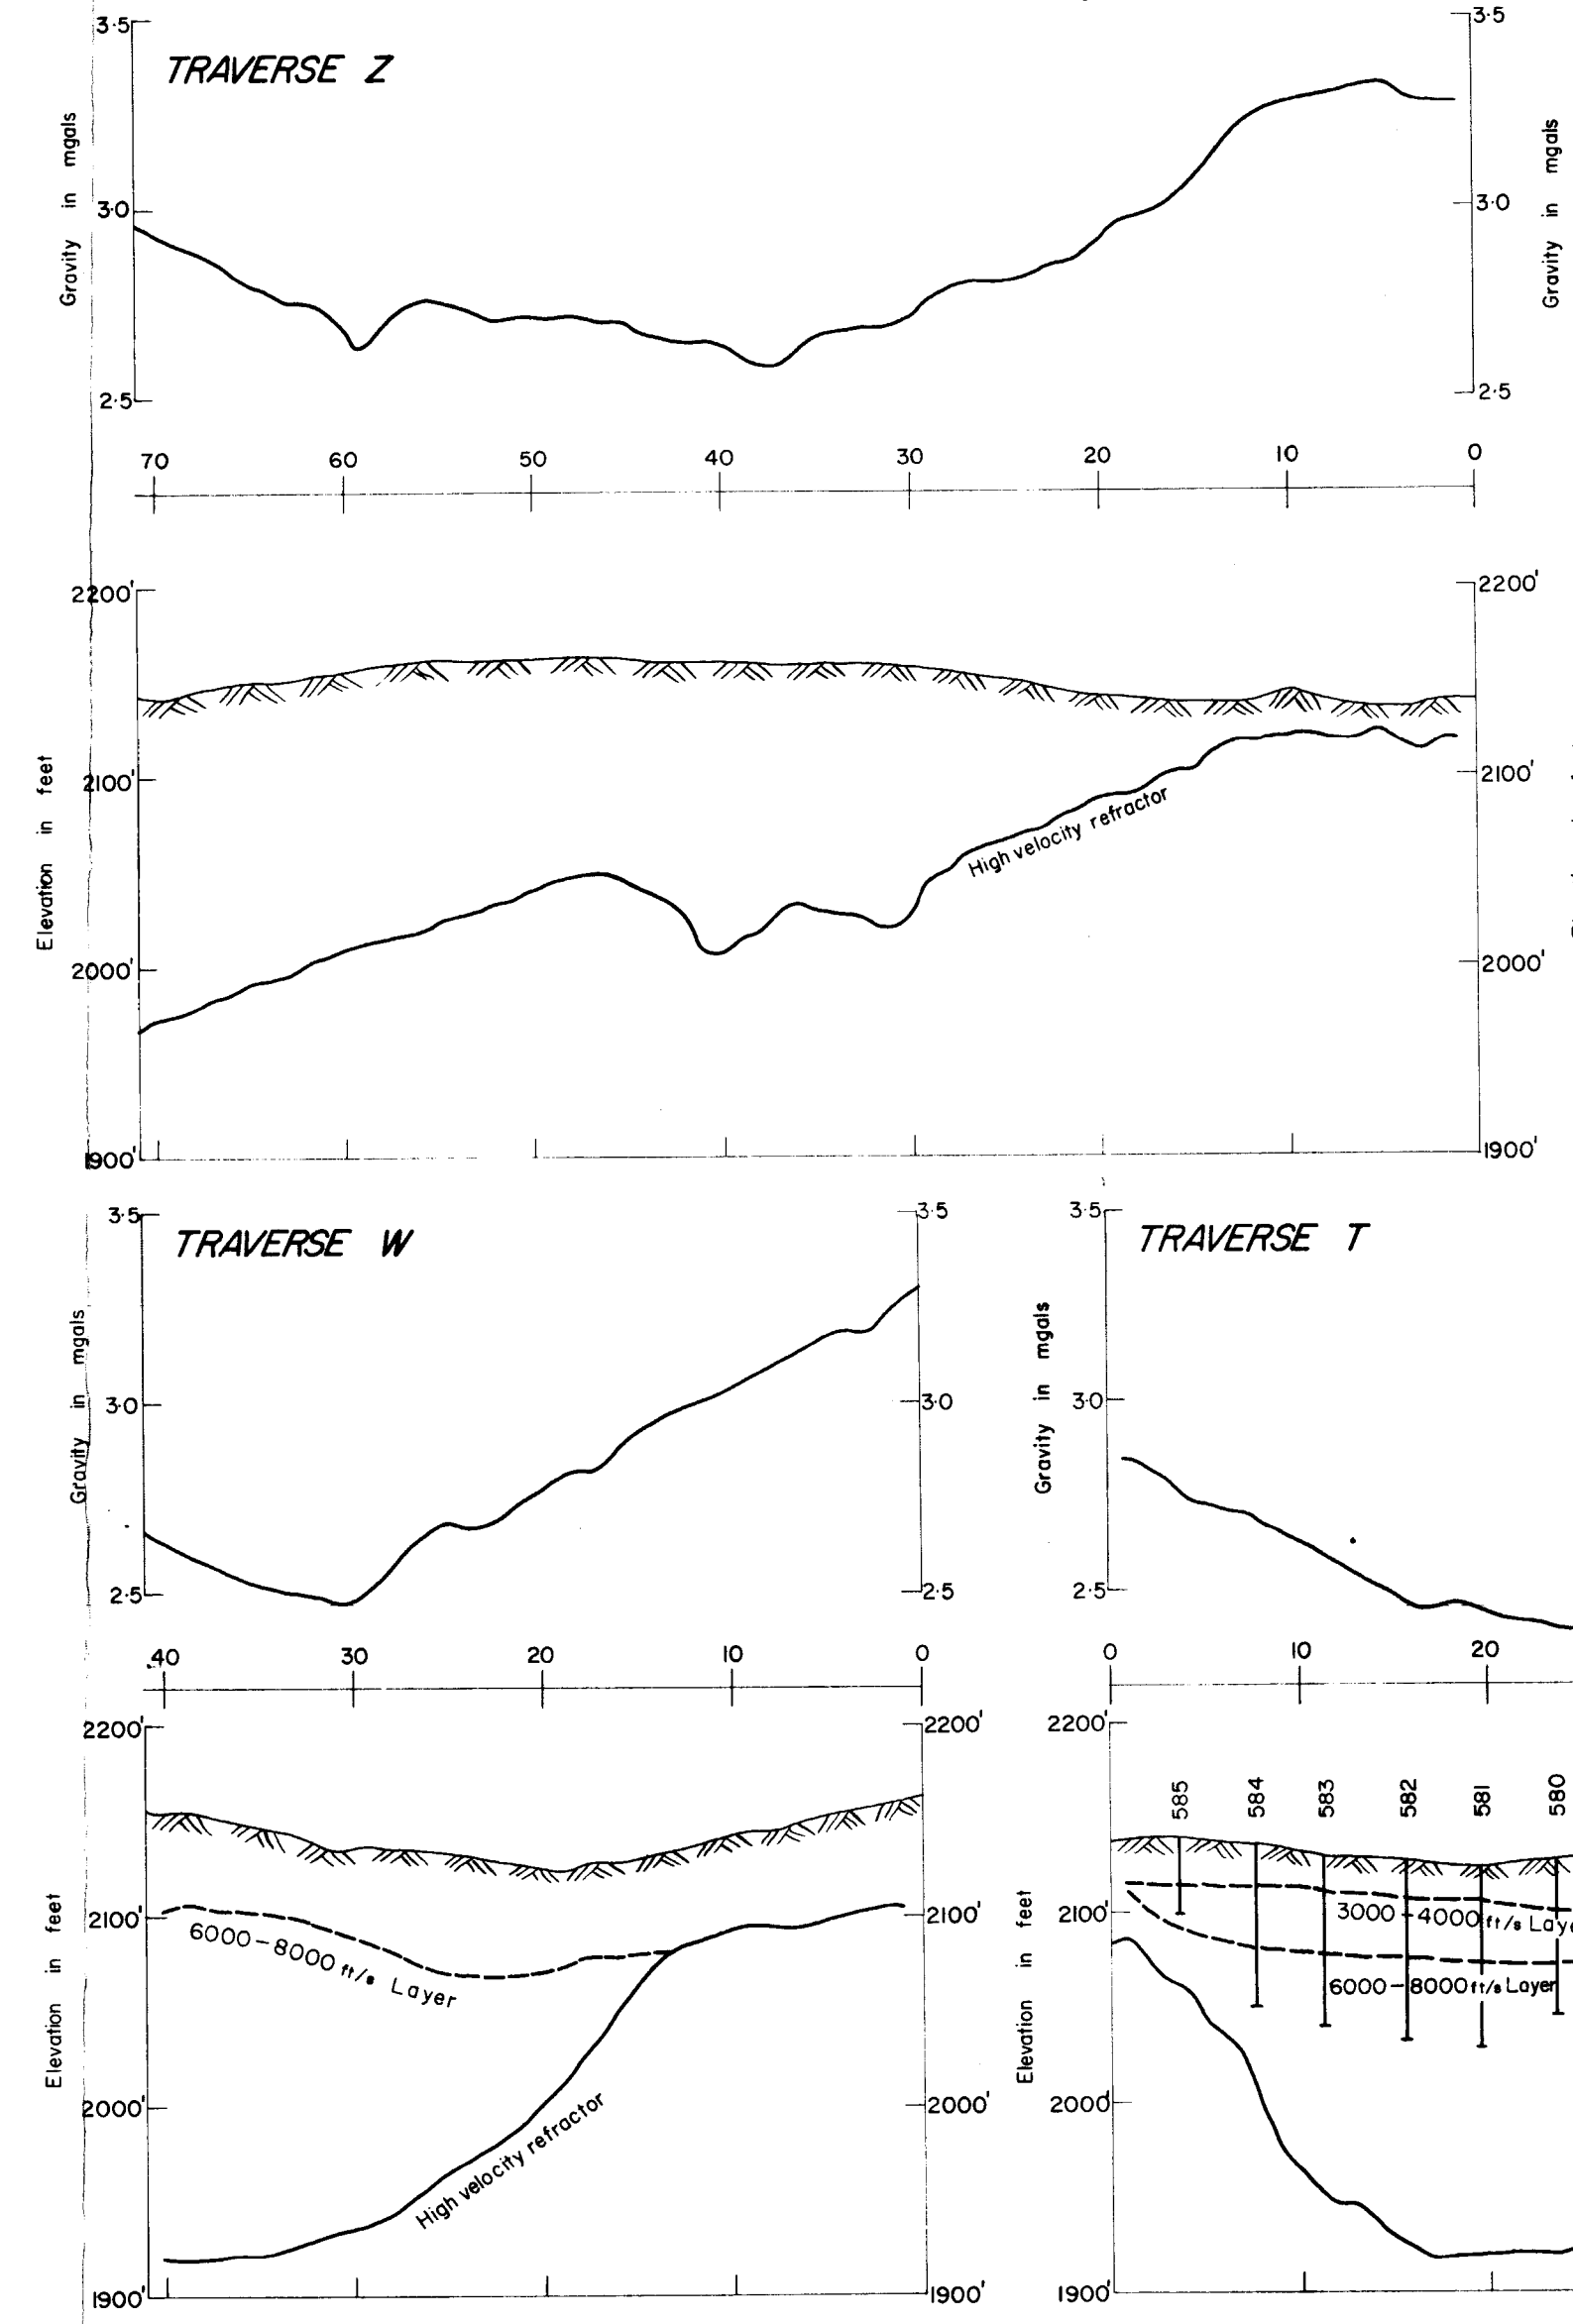 3·5
3·5
TRAVERSE Z
Gravity in mgals
Gravity in mgals
3·0
3·0
2·5
2·5
70 60 50 40 30 20 10 0
2200'
2200'
Elevation in feet
2100'
2100'
High velocity refractor
2000'
2000'
1900'
1900'
3·5
TRAVERSE W
3·5
Gravity in mgals
3·0
3·0
2·5
2·5
40 30 20 10 0
2200'
2200'
Elevation in feet
2100'
2100'
6000–8000 ft/s Layer
2000'
2000'
High velocity refractor
1900'
1900'
3·5
TRAVERSE T
Gravity in mgals
3·0
2·5
0 10 20
2200'
585 584 583 582 581 580
Elevation in feet
2100'
3000–4000 ft/s Laye
6000–8000 ft/s Layer
2000'
1900'